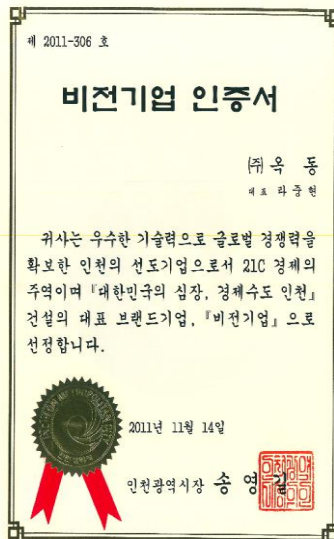 제 2011-306 호
비전기업 인증서
(주) 옥 동
대표 라중현
귀사는 우수한 기술력으로 글로벌 경쟁력을
확보한 인천의 선도기업으로서 21C 경제의
주역이며『대한민국의 심장, 경제수도 인천』
건설의 대표 브랜드기업,『비전기업』으로
선정합니다.
2011년 11월 14일
인천광역시장 송 영 길